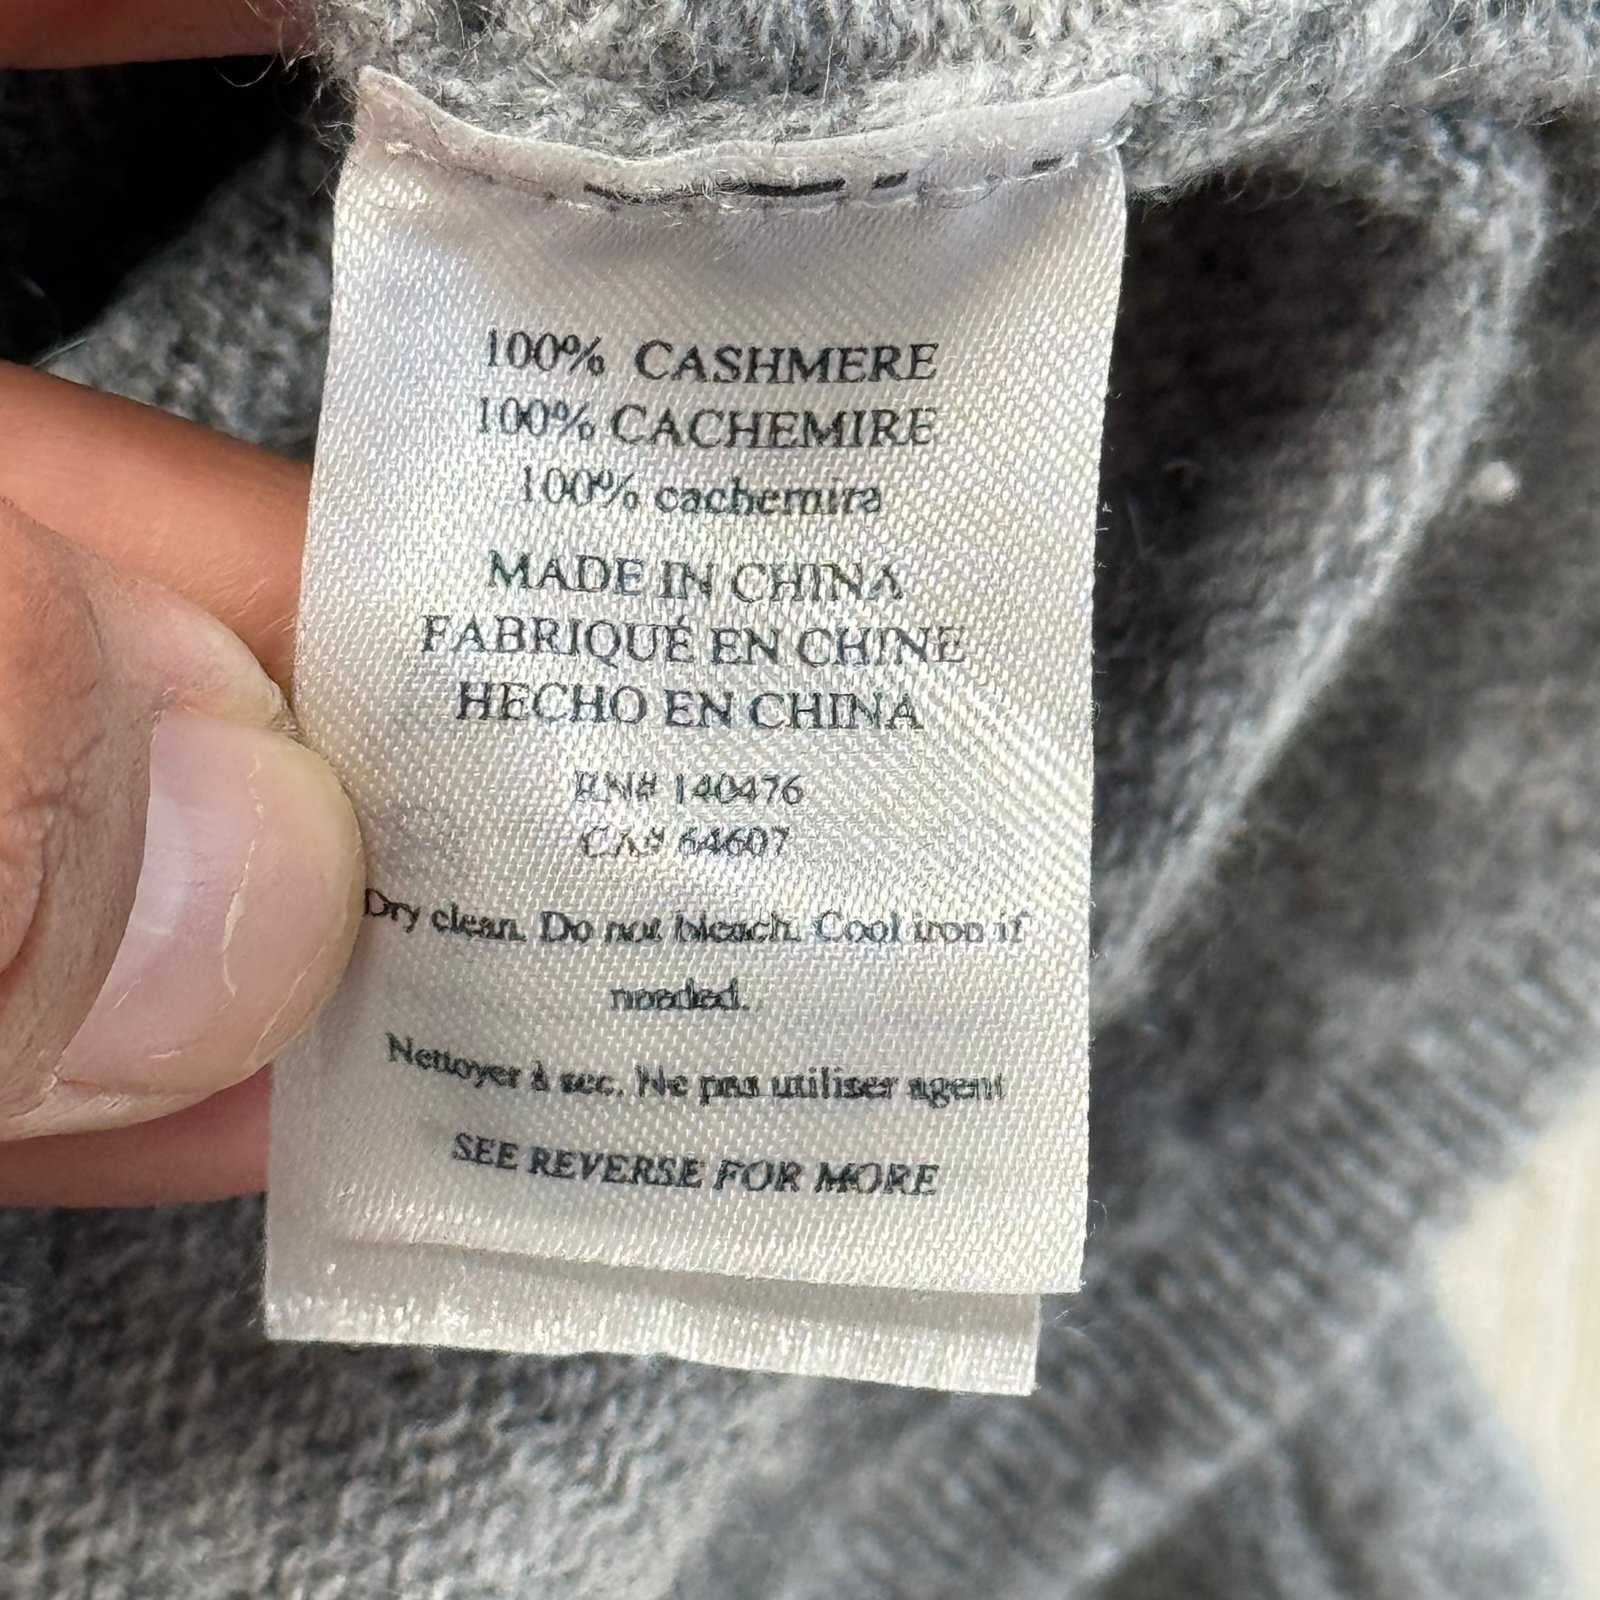 100% CASHMERE
100% CACHEMIRE
100% cachemira
MADE IN CHINA
FABRIQUÉ EN CHINE
HECHO EN CHINA
RN# 140476
CA# 64607
Dry clean. Do not bleach. Cool iron if
needed.
Nettoyer à sec. Ne pas utiliser agent
SEE REVERSE FOR MORE